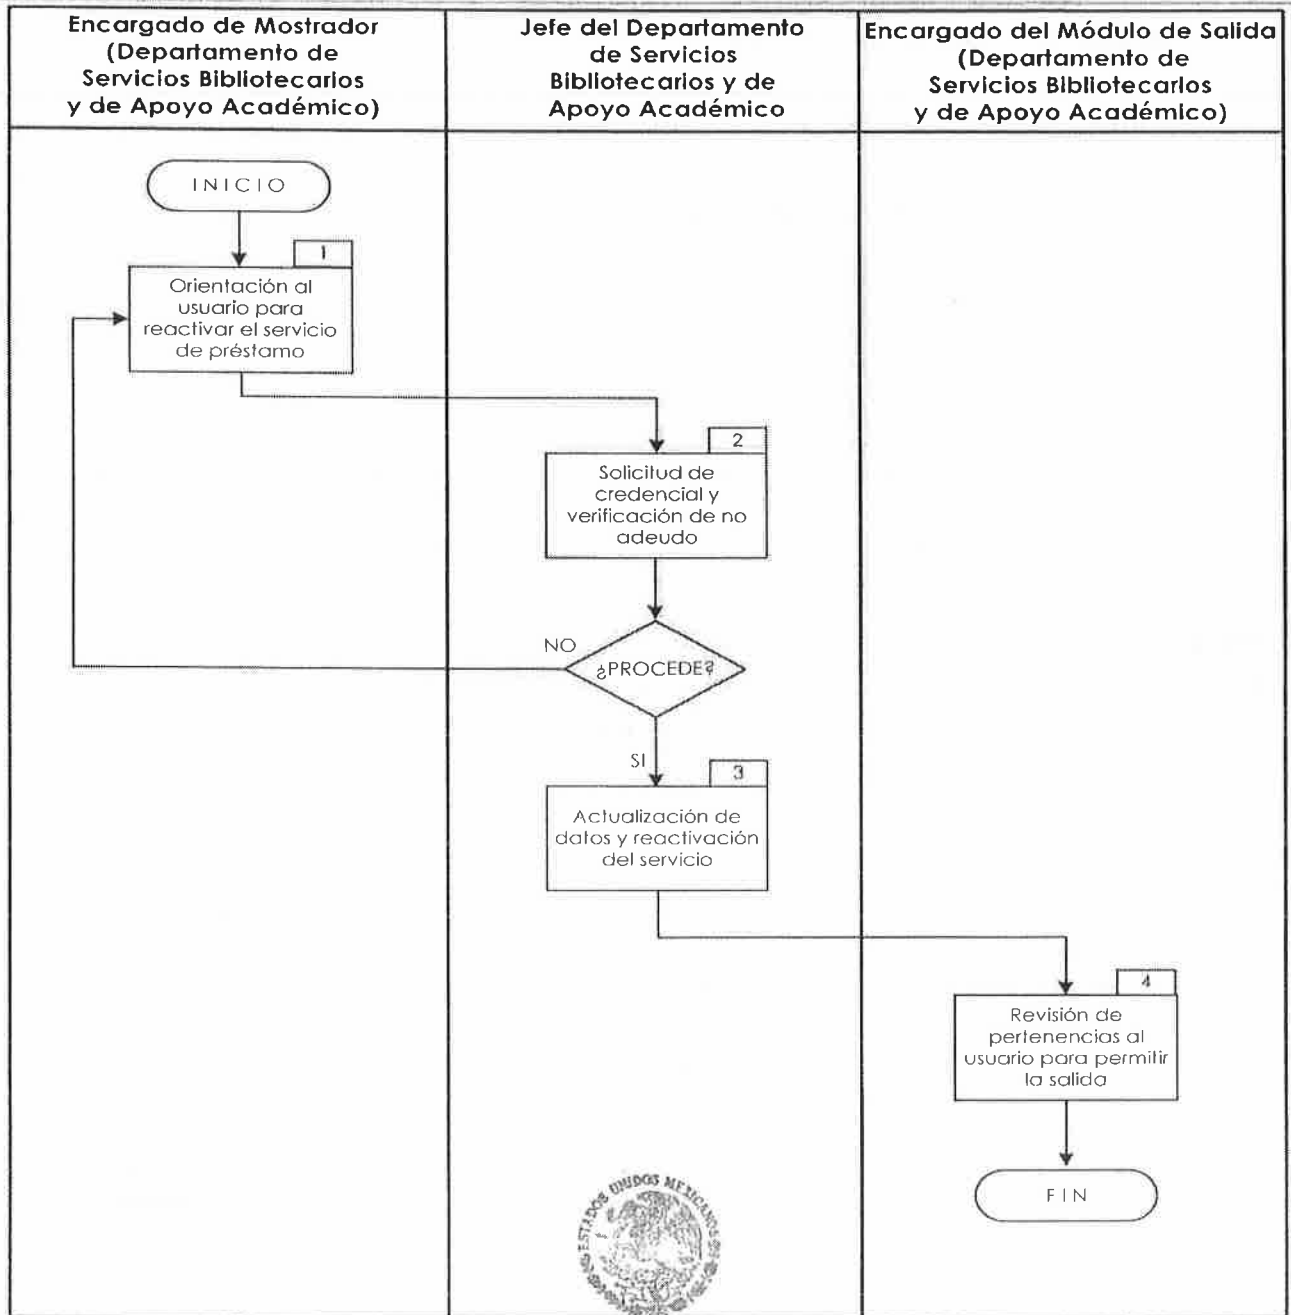 Encargado de Mostrador
(Departamento de
Servicios Bibliotecarios
y de Apoyo Académico)
Jefe del Departamento
de Servicios
Bibliotecarios y de
Apoyo Académico
Encargado del Módulo de Salida
(Departamento de
Servicios Bibliotecarios
y de Apoyo Académico)
INICIO
1
Orientación al
usuario para
reactivar el servicio
de préstamo
2
Solicitud de
credencial y
verificación de no
adeudo
NO
¿PROCEDE?
SI
3
Actualización de
datos y reactivación
del servicio
4
Revisión de
pertenencias al
usuario para permitir
la salida
FIN
ESTADOS UNIDOS MEXICANOS